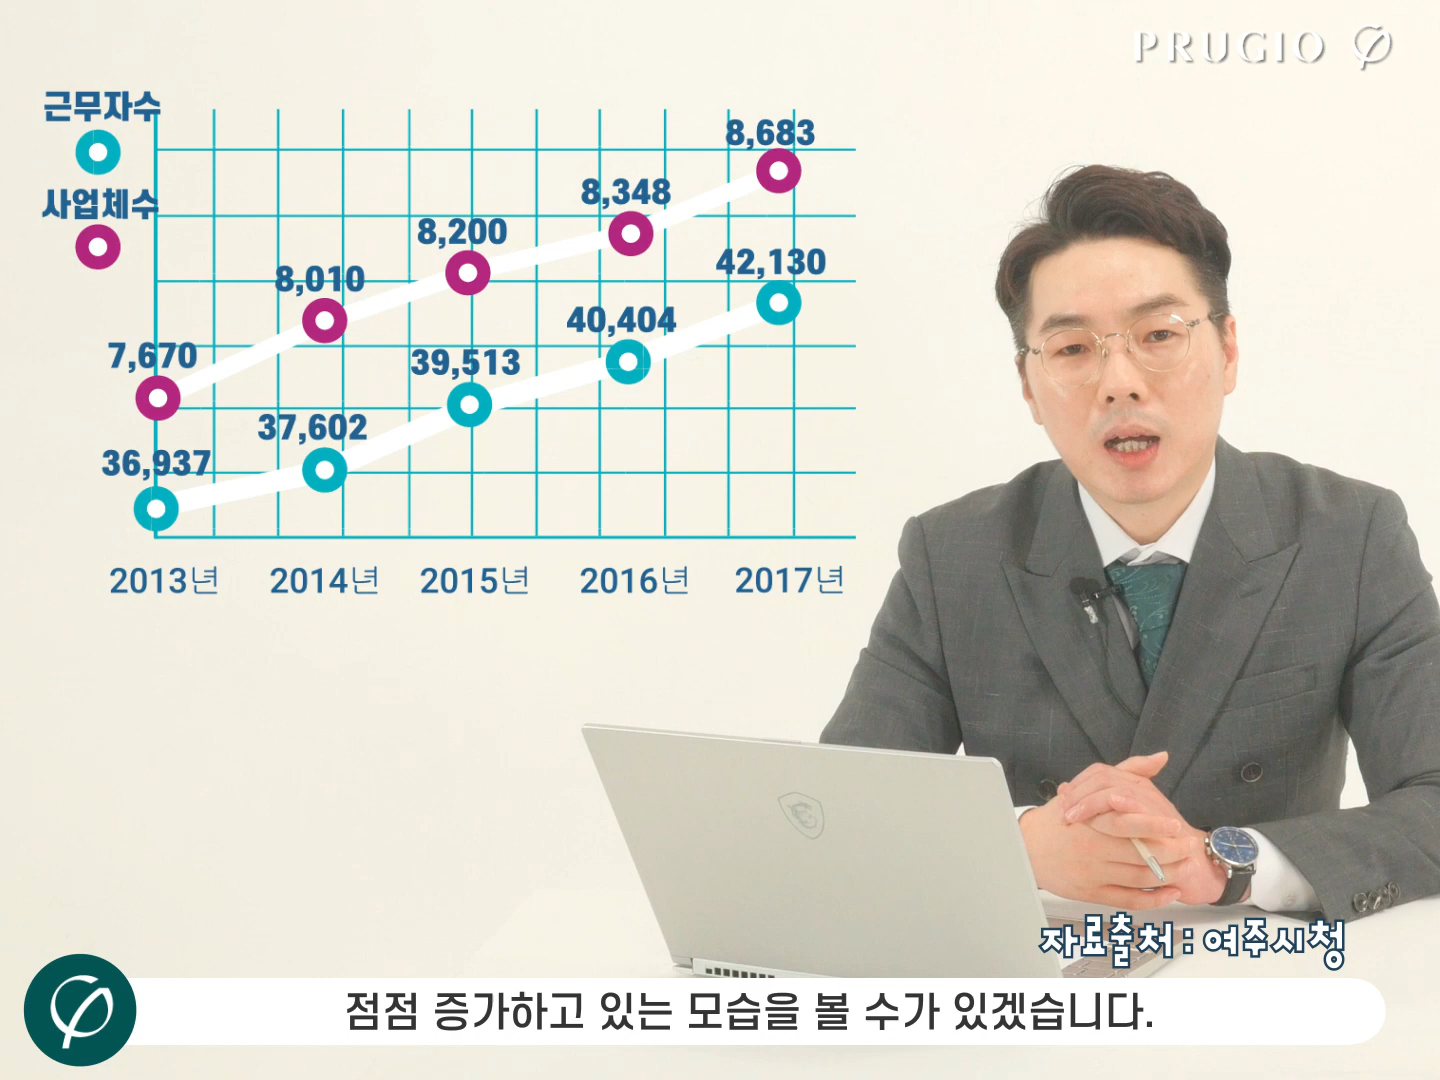 PRUGIO
근무자수
사업체수
8,683
8,348
8,200
8,010
7,670
42,130
40,404
39,513
37,602
36,937
2013년
2014년
2015년
2016년
2017년
자료출처 : 여주시청
점점 증가하고 있는 모습을 볼 수가 있겠습니다.